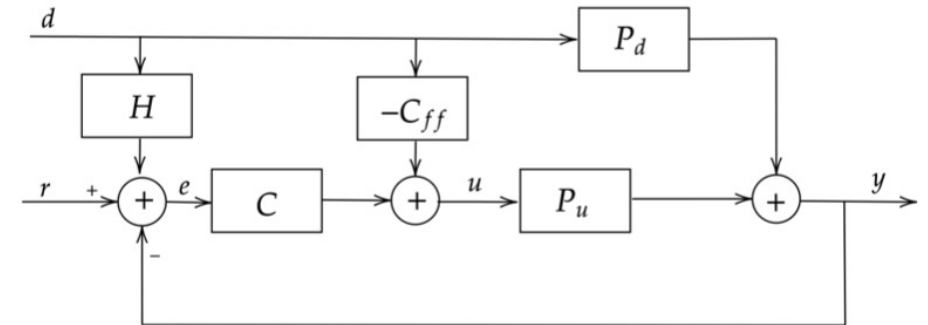 d
P_d
H
−C_ff
r + + e C + u P_u + y
−